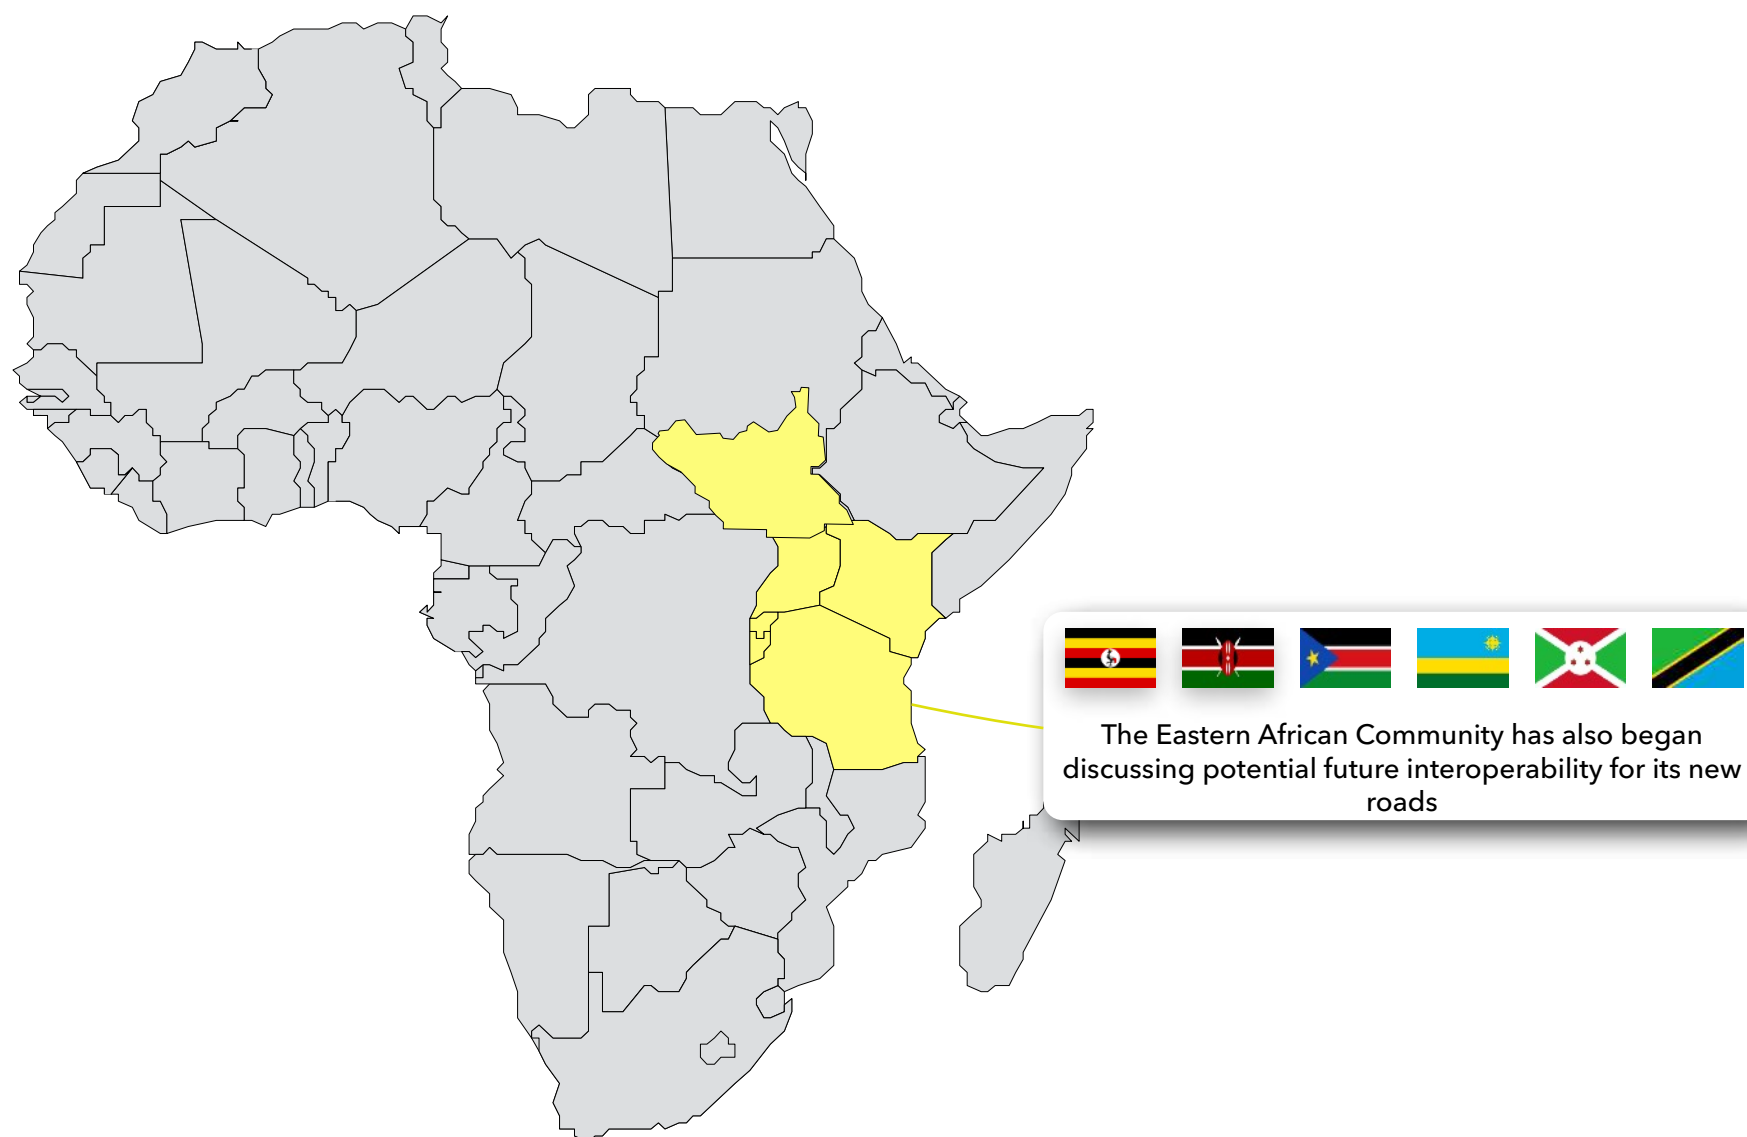 The Eastern African Community has also began
discussing potential future interoperability for its new
roads